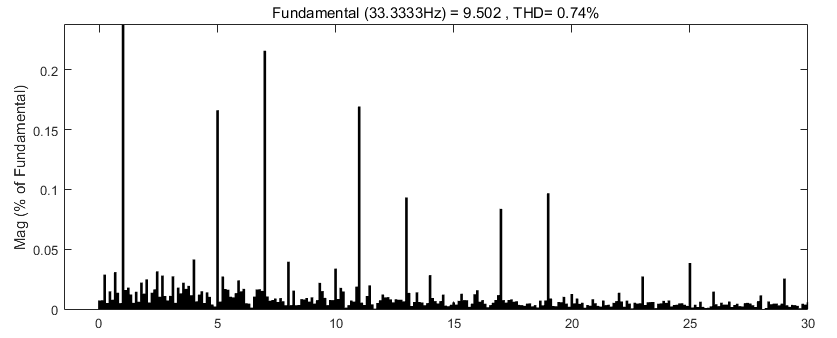 Fundamental (33.3333Hz) = 9.502 , THD= 0.74%
Mag (% of Fundamental)
0.2
0.15
0.1
0.05
0
0 5 10 15 20 25 30